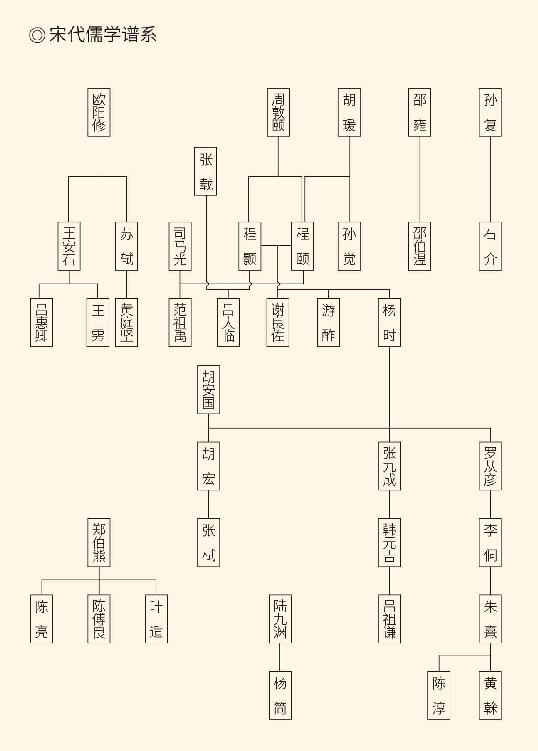 ◎ 宋代儒学谱系
欧阳修
周敦颐
胡瑗
邵雍
孙复
张载
王安石
苏轼
司马光
程颢
程颐
孙觉
邵伯温
石介
吕惠卿
王雱
黄庭坚
范祖禹
吕大临
谢良佐
游酢
杨时
胡安国
胡宏
张九成
罗从彦
郑伯熊
张栻
韩元吉
李侗
陈亮
陈傅良
叶适
陆九渊
吕祖谦
朱熹
杨简
陈淳
黄榦